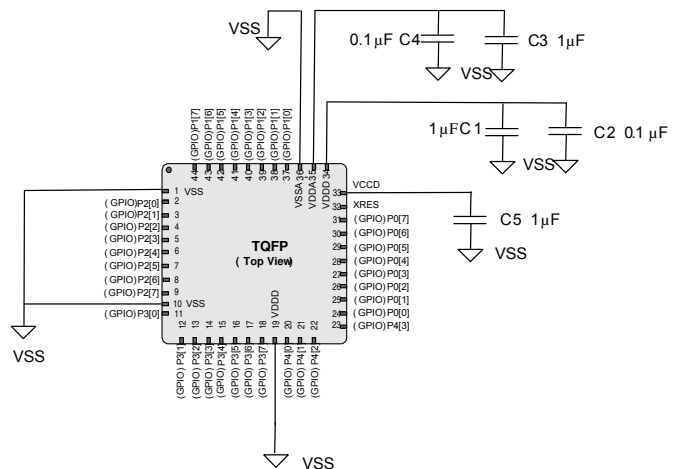 VSS
0.1 µF C4
C3 1µF
VSS
1µF C1
C2 0.1 µF
VSS
44 (GPIO)P1[7]
43 (GPIO)P1[6]
42 (GPIO)P1[5]
41 (GPIO)P1[4]
40 (GPIO)P1[3]
39 (GPIO)P1[2]
38 (GPIO)P1[1]
37 (GPIO)P1[0]
VSSA 36
VDDA 35
VDDD 34
1 VSS
(GPIO)P2[0] 2
(GPIO)P2[1] 3
(GPIO)P2[2] 4
(GPIO)P2[3] 5
(GPIO)P2[4] 6
(GPIO)P2[5] 7
(GPIO)P2[6] 8
(GPIO)P2[7] 9
10 VSS
(GPIO)P3[0] 11
TQFP
(Top View)
33 VCCD
32 XRES
31 (GPIO)P0[7]
30 (GPIO)P0[6]
29 (GPIO)P0[5]
28 (GPIO)P0[4]
27 (GPIO)P0[3]
26 (GPIO)P0[2]
25 (GPIO)P0[1]
24 (GPIO)P0[0]
23 (GPIO)P4[3]
C5 1µF
VSS
12 (GPIO) P3[1]
13 (GPIO) P3[2]
14 (GPIO) P3[3]
15 (GPIO) P3[4]
16 (GPIO) P3[5]
17 (GPIO) P3[6]
18 (GPIO) P3[7]
19 VDDD
20 (GPIO) P4[0]
21 (GPIO) P4[1]
22 (GPIO) P4[2]
VSS
VSS